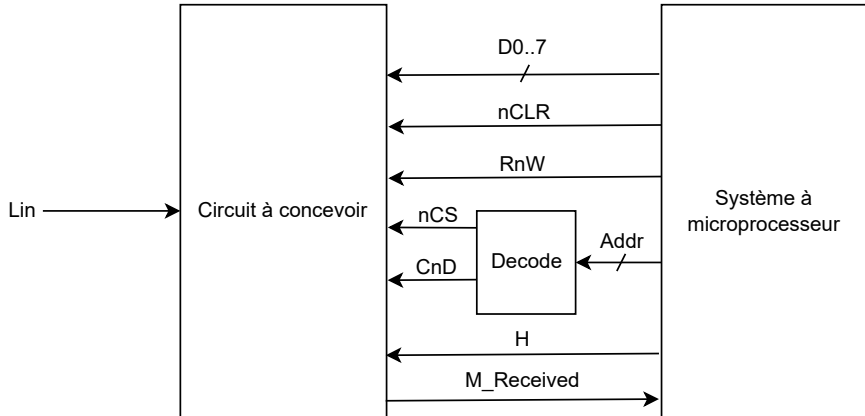 D0..7
nCLR
RnW
Lin
Circuit à concevoir
nCS
Addr
Système à
microprocesseur
CnD
Decode
H
M_Received